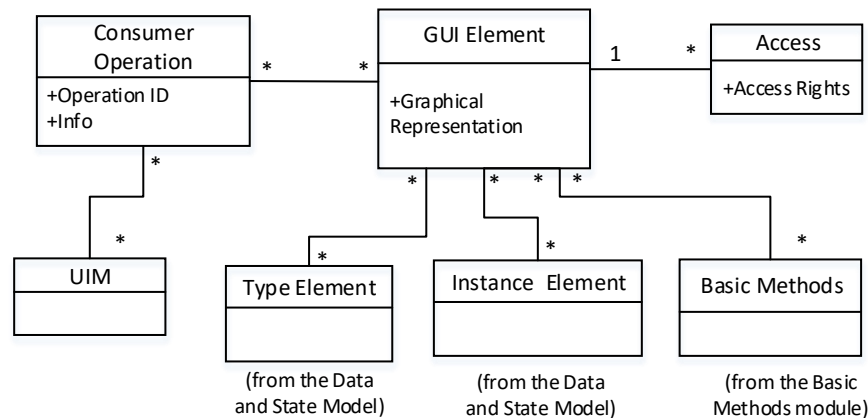 Consumer
Operation
+Operation ID
+Info
*
*
GUI Element
+Graphical
Representation
1
*
Access
+Access Rights
*
*
*
*
*
*
*
*
*
UIM
Type Element
Instance Element
Basic Methods
(from the Data
and State Model)
(from the Data
and State Model)
(from the Basic
Methods module)